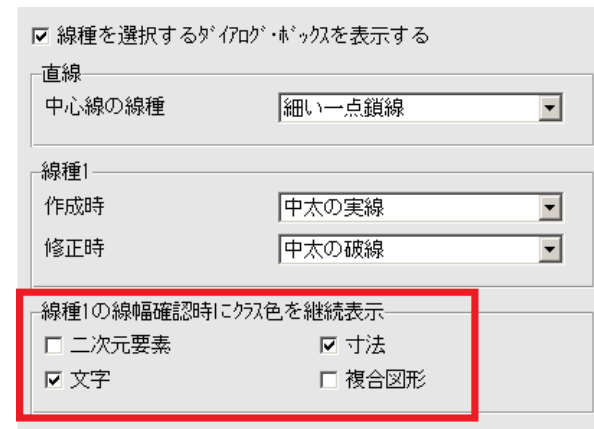 線種を選択するﾀﾞｲｱﾛｸﾞ・ﾎﾞｯｸｽを表示する
直線
中心線の線種 細い一点鎖線
線種1
作成時 中太の実線
修正時 中太の破線
線種1の線幅確認時にｸﾗｽ色を継続表示
二次元要素 寸法
文字 複合図形